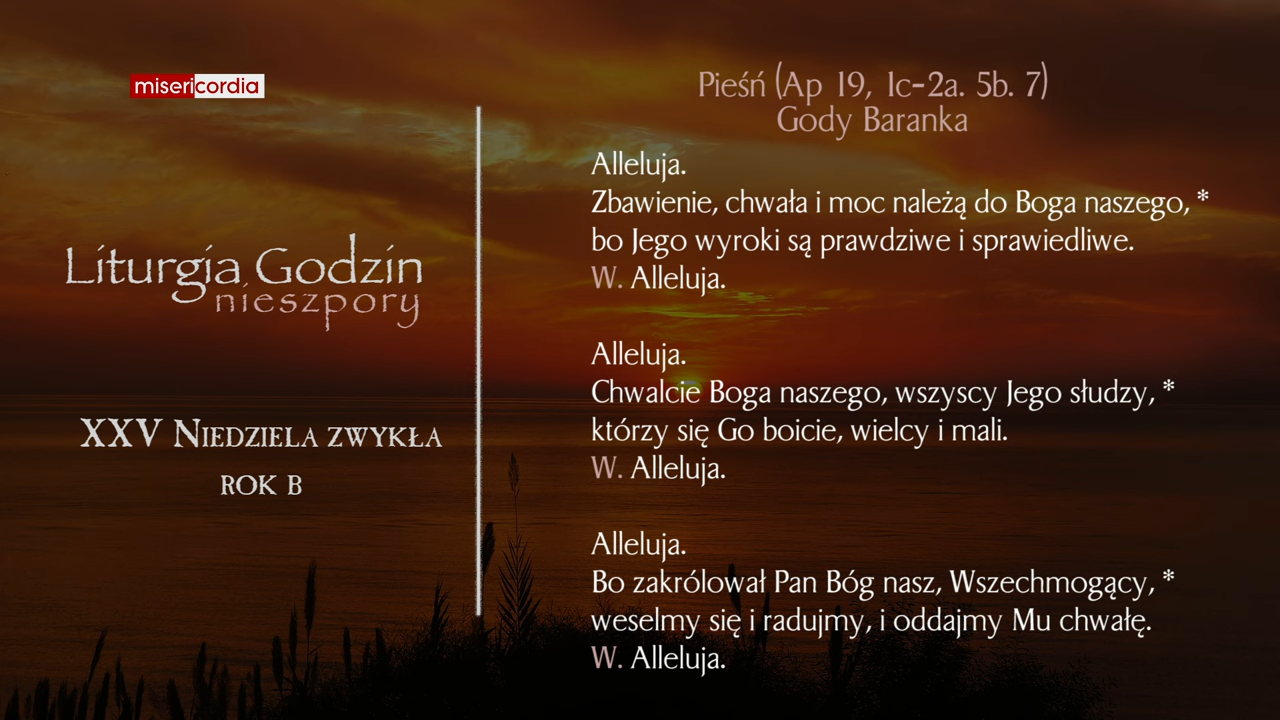 misericordia
Liturgia Godzin
nieszpory
XXV NIEDZIELA ZWYKŁA
ROK B
Pieśń (Ap 19, 1c-2a. 5b. 7)
Gody Baranka
Alleluja.
Zbawienie, chwała i moc należą do Boga naszego, *
bo Jego wyroki są prawdziwe i sprawiedliwe.
W. Alleluja.
Alleluja.
Chwalcie Boga naszego, wszyscy Jego słudzy, *
którzy się Go boicie, wielcy i mali.
W. Alleluja.
Alleluja.
Bo zakrólował Pan Bóg nasz, Wszechmogący, *
weselmy się i radujmy, i oddajmy Mu chwałę.
W. Alleluja.